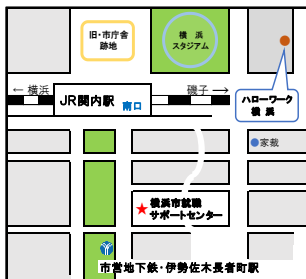 旧・市庁舎
跡地
横 浜
スタジアム
← 横浜
JR関内駅
南口
磯子 →
ハローワーク
横 浜
家裁
横浜市就職
サポートセンター
市営地下鉄・伊勢佐木長者町駅